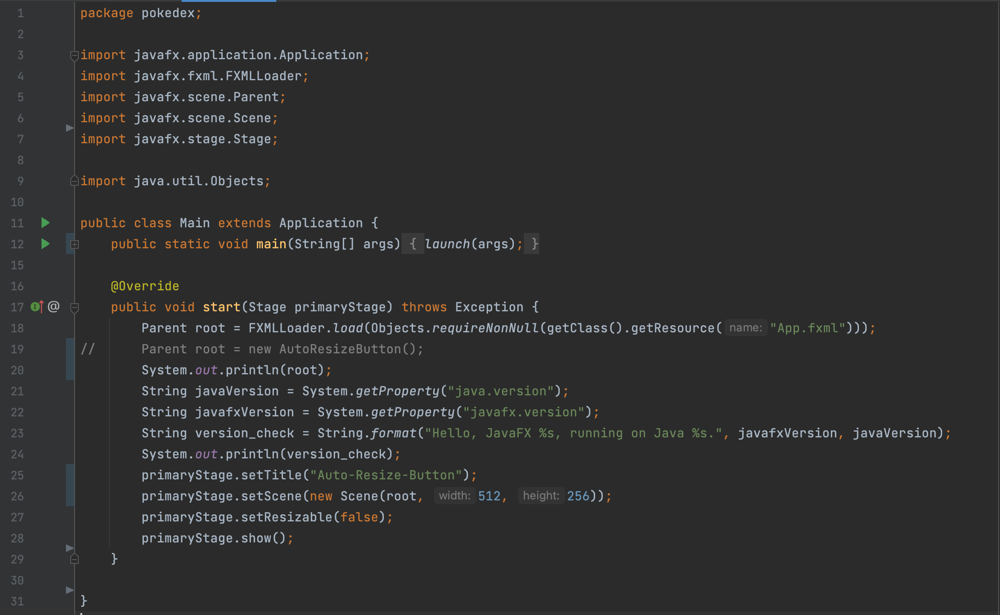 1 package pokedex;
2
3 import javafx.application.Application;
4 import javafx.fxml.FXMLLoader;
5 import javafx.scene.Parent;
6 import javafx.scene.Scene;
7 import javafx.stage.Stage;
8
9 import java.util.Objects;
10
11 public class Main extends Application {
12 public static void main(String[] args) { launch(args); }
15
16 @Override
17 @ public void start(Stage primaryStage) throws Exception {
18 Parent root = FXMLLoader.load(Objects.requireNonNull(getClass().getResource( name: "App.fxml")));
19 // Parent root = new AutoResizeButton();
20 System.out.println(root);
21 String javaVersion = System.getProperty("java.version");
22 String javafxVersion = System.getProperty("javafx.version");
23 String version_check = String.format("Hello, JavaFX %s, running on Java %s.", javafxVersion, javaVersion);
24 System.out.println(version_check);
25 primaryStage.setTitle("Auto-Resize-Button");
26 primaryStage.setScene(new Scene(root, width: 512, height: 256));
27 primaryStage.setResizable(false);
28 primaryStage.show();
29 }
30
31 }